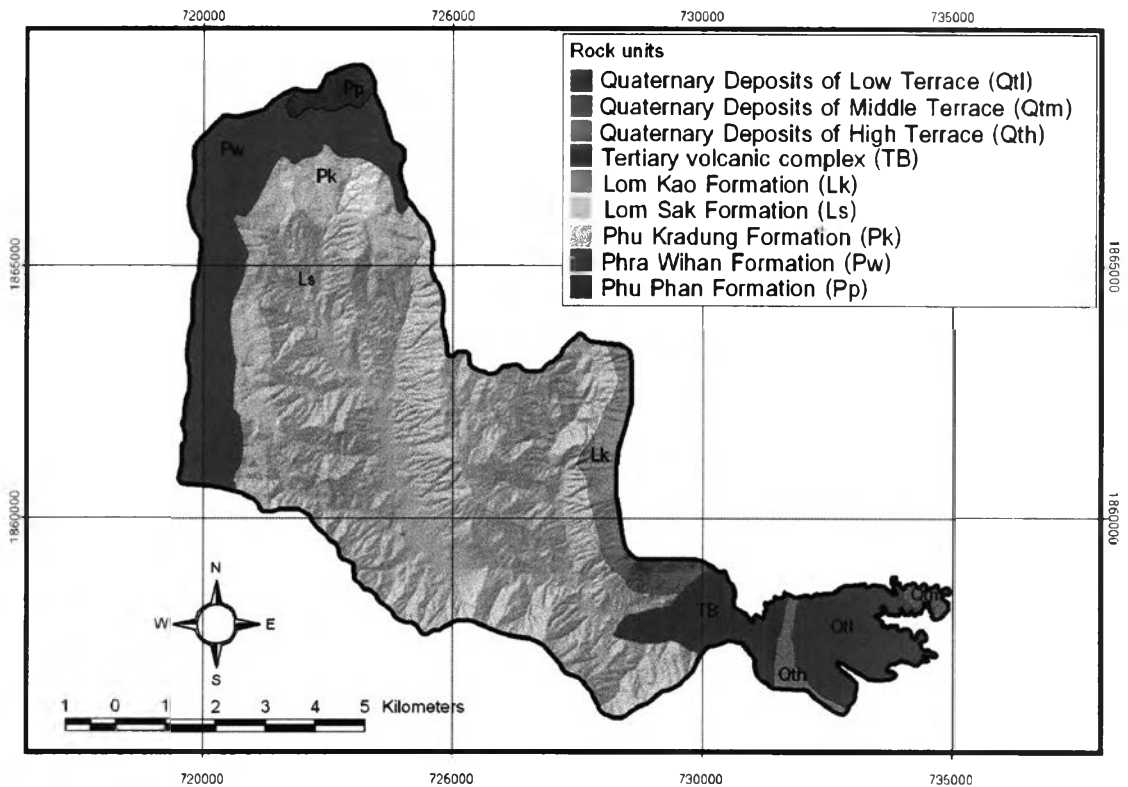 720000 726000 730000 735000
Rock units
Quaternary Deposits of Low Terrace (Qtl)
Quaternary Deposits of Middle Terrace (Qtm)
Quaternary Deposits of High Terrace (Qth)
Tertiary volcanic complex (TB)
Lom Kao Formation (Lk)
Lom Sak Formation (Ls)
Phu Kradung Formation (Pk)
Phra Wihan Formation (Pw)
Phu Phan Formation (Pp)
Pp
Pw
Pk
1865000 1865000
Ls
Lk
1860000 1860000
N
W E
S
TB
Qtm
Qtl
Qth
1 0 1 2 3 4 5 Kilometers
720000 726000 730000 735000